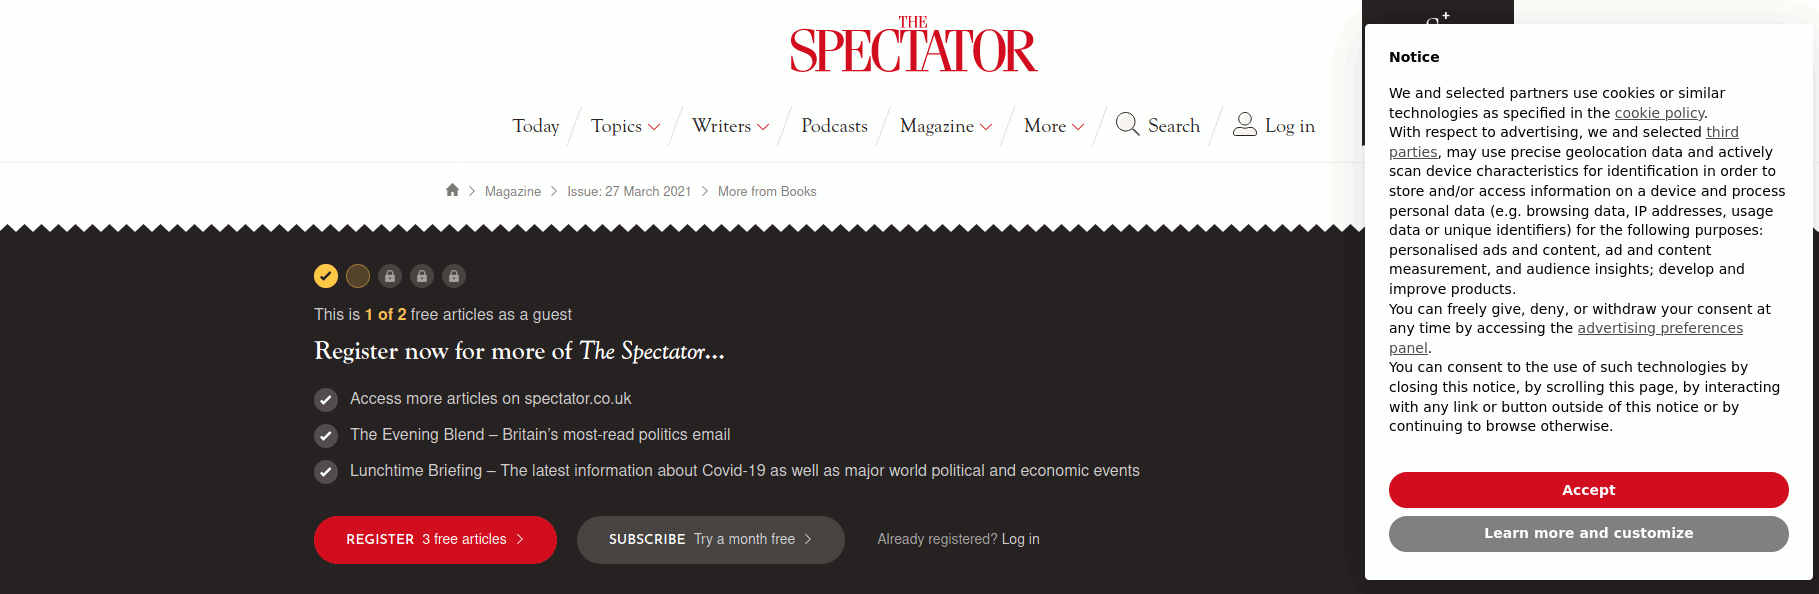 THE
SPECTATOR
Today
Topics
Writers
Podcasts
Magazine
More
Search
Log in
Magazine
Issue: 27 March 2021
More from Books
This is 1 of 2 free articles as a guest
Register now for more of The Spectator...
Access more articles on spectator.co.uk
The Evening Blend – Britain's most-read politics email
Lunchtime Briefing – The latest information about Covid-19 as well as major world political and economic events
REGISTER 3 free articles
SUBSCRIBE Try a month free
Already registered? Log in
Notice
We and selected partners use cookies or similar
technologies as specified in the cookie policy.
With respect to advertising, we and selected third
parties, may use precise geolocation data and actively
scan device characteristics for identification in order to
store and/or access information on a device and process
personal data (e.g. browsing data, IP addresses, usage
data or unique identifiers) for the following purposes:
personalised ads and content, ad and content
measurement, and audience insights; develop and
improve products.
You can freely give, deny, or withdraw your consent at
any time by accessing the advertising preferences
panel.
You can consent to the use of such technologies by
closing this notice, by scrolling this page, by interacting
with any link or button outside of this notice or by
continuing to browse otherwise.
Accept
Learn more and customize